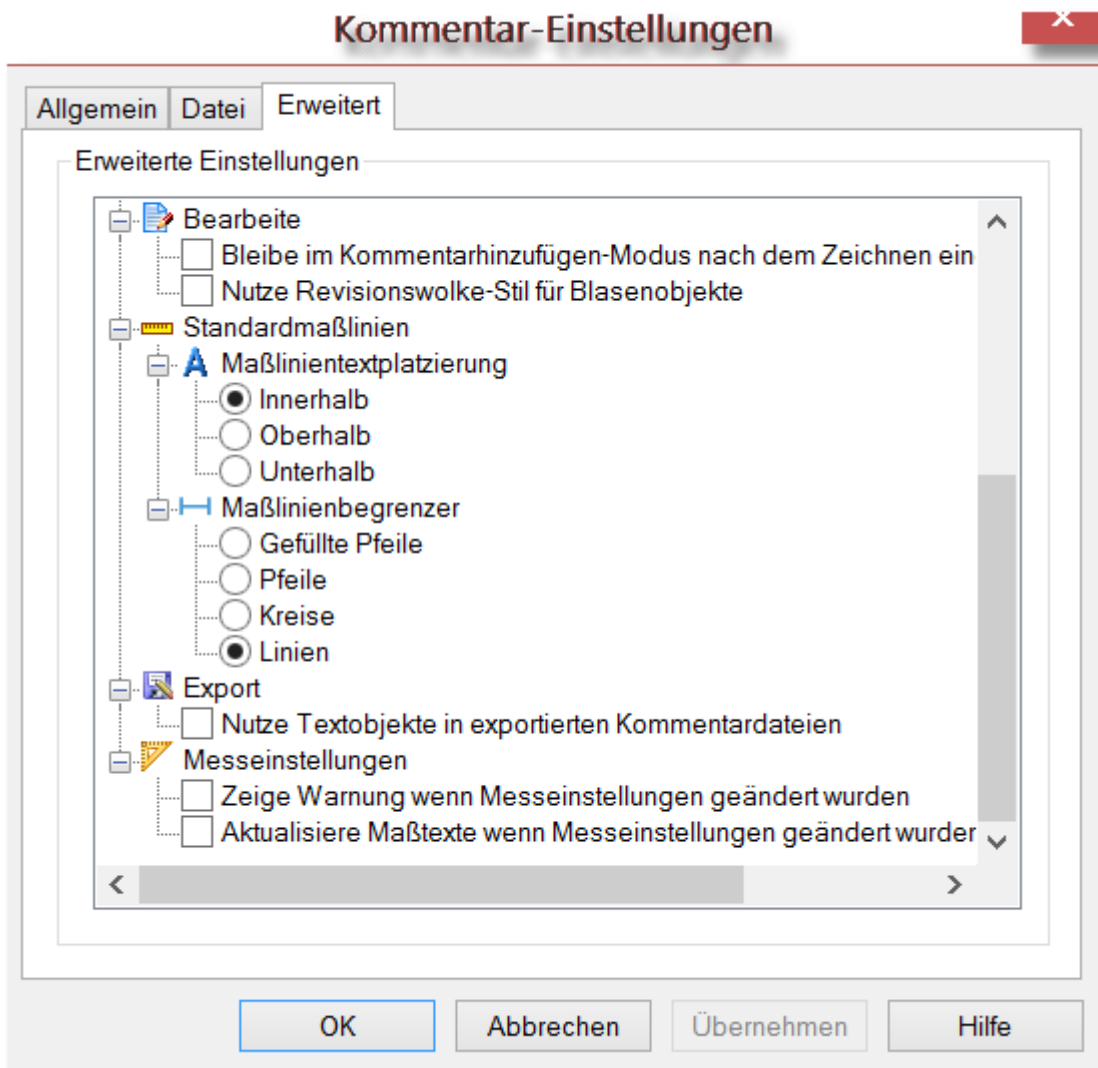 Kommentar-Einstellungen
Allgemein Datei Erweitert
Erweiterte Einstellungen
Bearbeite
Bleibe im Kommentarhinzufügen-Modus nach dem Zeichnen ein
Nutze Revisionswolke-Stil für Blasenobjekte
Standardmaßlinien
Maßlinientextplatzierung
Innerhalb
Oberhalb
Unterhalb
Maßlinienbegrenzer
Gefüllte Pfeile
Pfeile
Kreise
Linien
Export
Nutze Textobjekte in exportierten Kommentardateien
Messeinstellungen
Zeige Warnung wenn Messeinstellungen geändert wurden
Aktualisiere Maßtexte wenn Messeinstellungen geändert wurder
OK Abbrechen Übernehmen Hilfe